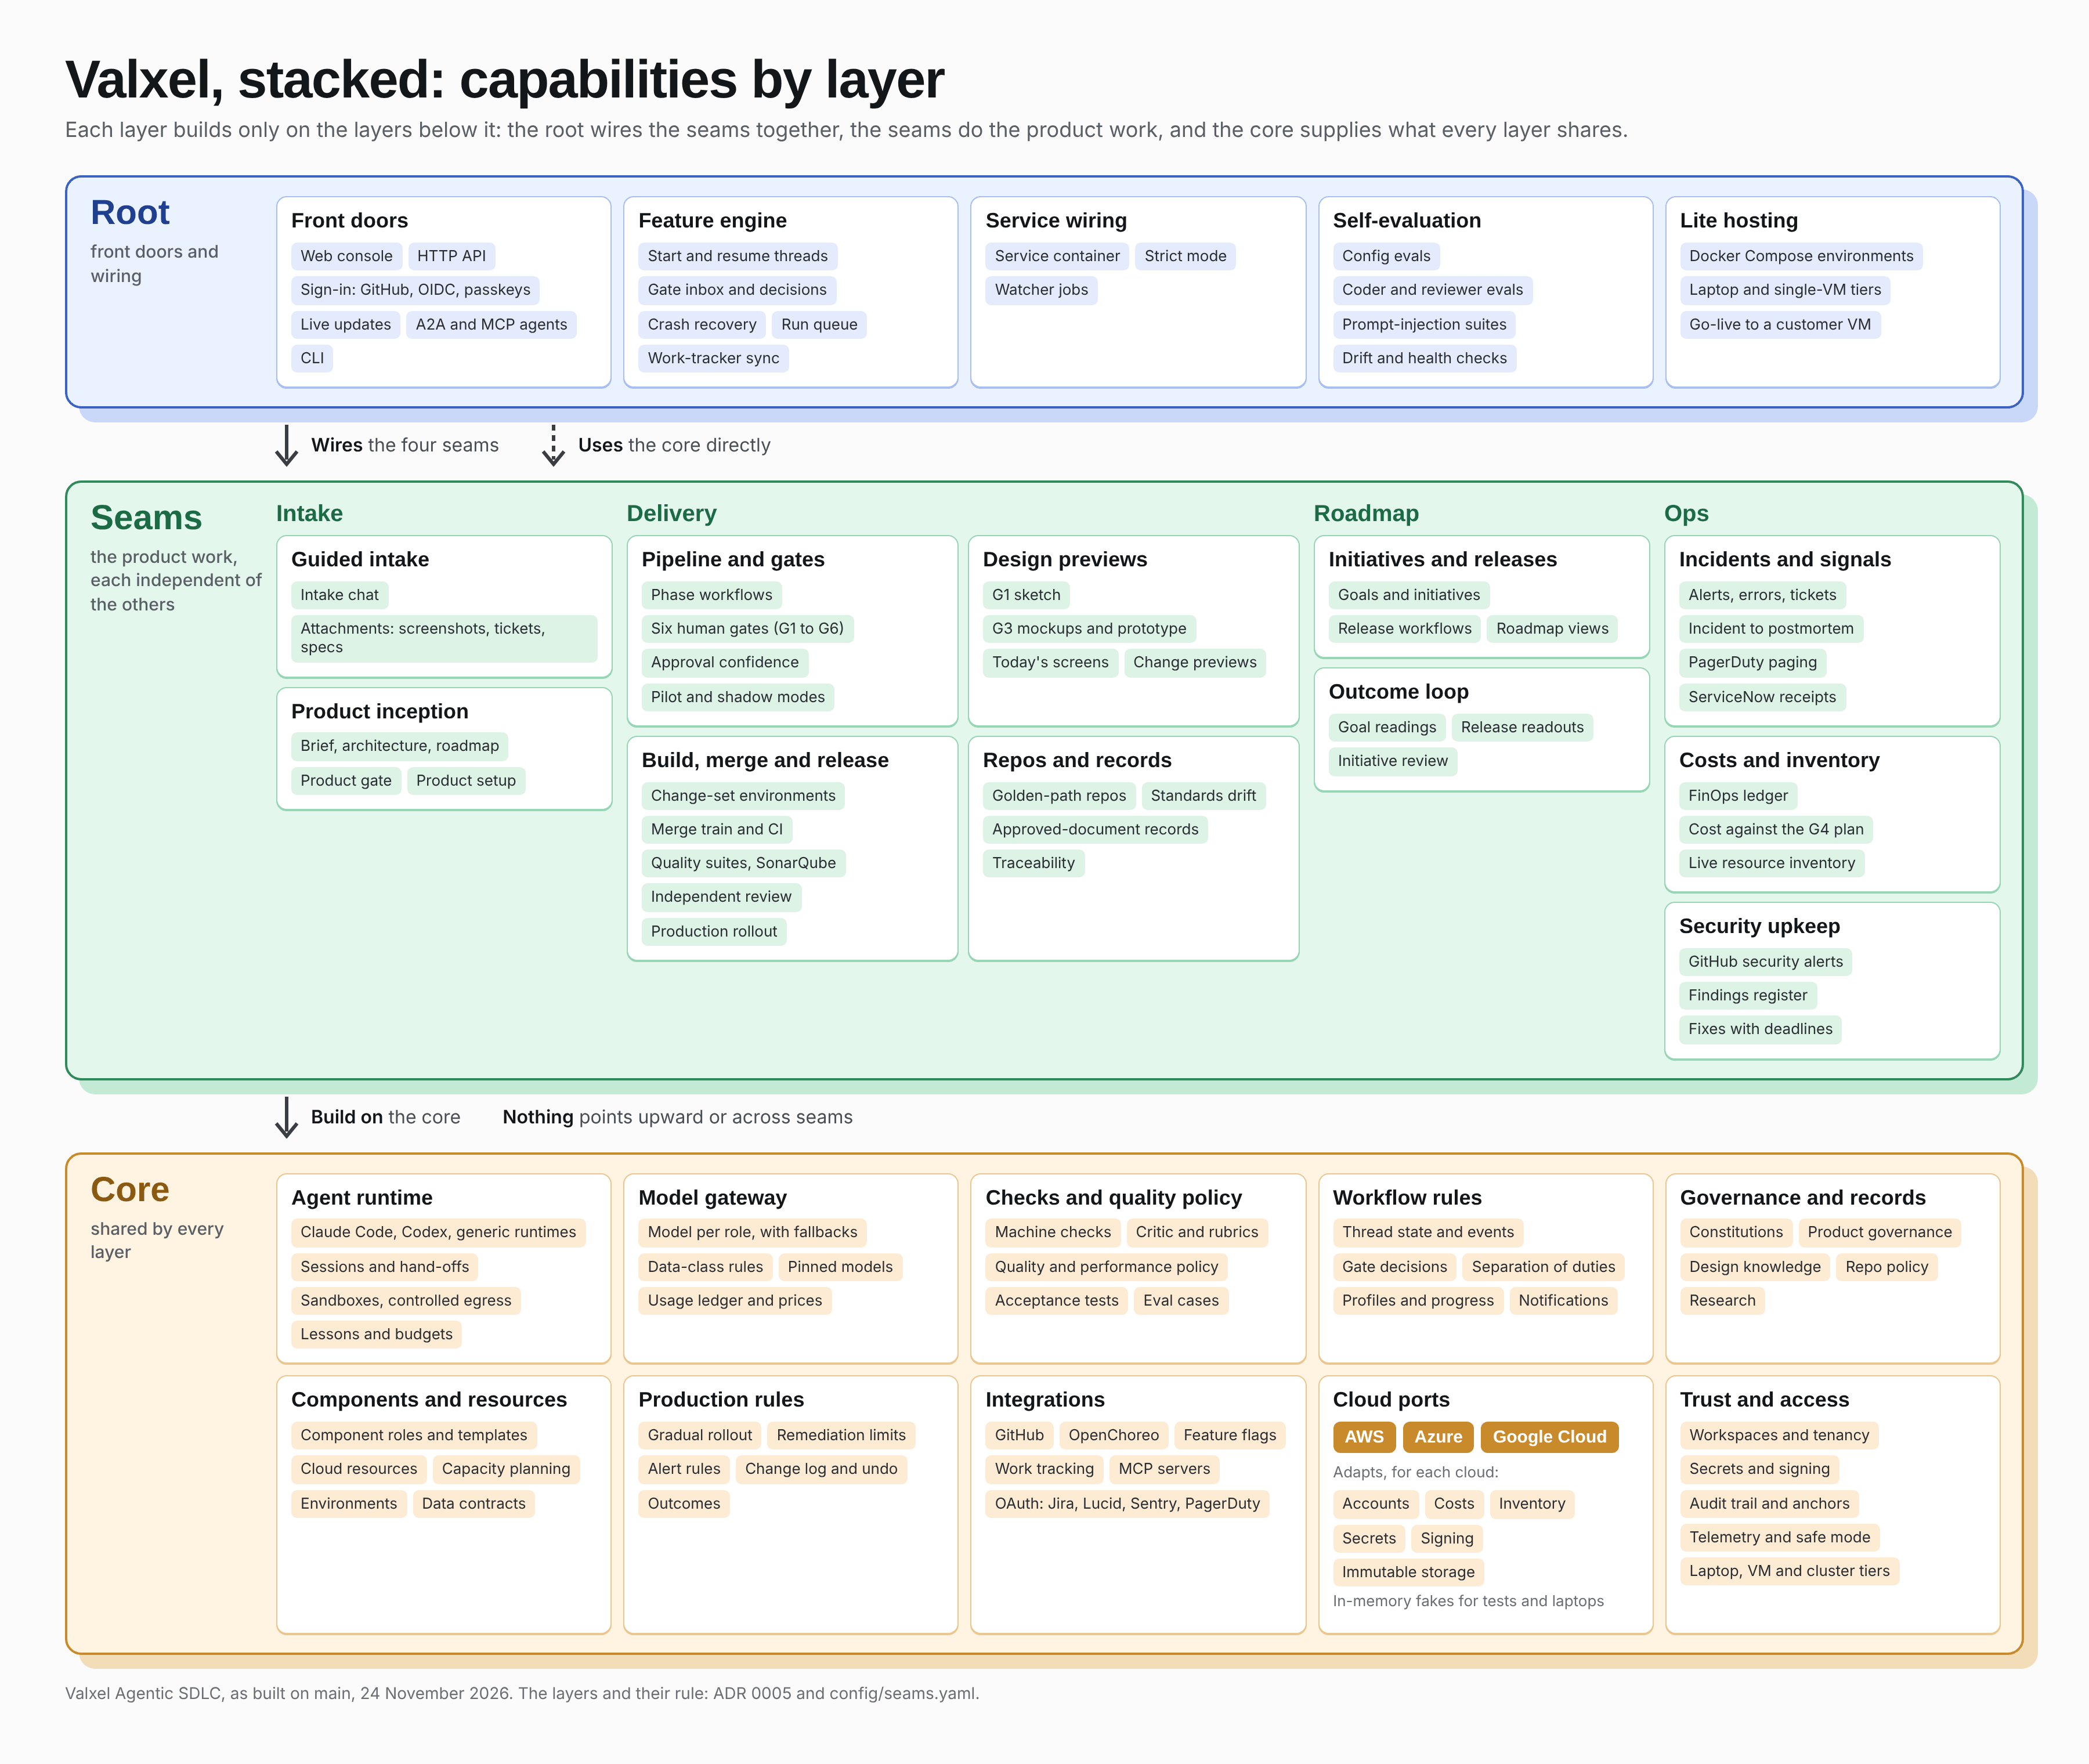 Valxel, stacked: capabilities by layer
Each layer builds only on the layers below it: the root wires the seams together, the seams do the product work, and the core supplies what every layer shares.
Root
front doors and
wiring
Front doors
Web console
HTTP API
Sign-in: GitHub, OIDC, passkeys
Live updates
A2A and MCP agents
CLI
Feature engine
Start and resume threads
Gate inbox and decisions
Crash recovery
Run queue
Work-tracker sync
Service wiring
Service container
Strict mode
Watcher jobs
Self-evaluation
Config evals
Coder and reviewer evals
Prompt-injection suites
Drift and health checks
Lite hosting
Docker Compose environments
Laptop and single-VM tiers
Go-live to a customer VM
Wires the four seams
Uses the core directly
Seams
the product work,
each independent of
the others
Intake
Guided intake
Intake chat
Attachments: screenshots, tickets,
specs
Product inception
Brief, architecture, roadmap
Product gate
Product setup
Delivery
Pipeline and gates
Phase workflows
Six human gates (G1 to G6)
Approval confidence
Pilot and shadow modes
Design previews
G1 sketch
G3 mockups and prototype
Today's screens
Change previews
Build, merge and release
Change-set environments
Merge train and CI
Quality suites, SonarQube
Independent review
Production rollout
Repos and records
Golden-path repos
Standards drift
Approved-document records
Traceability
Roadmap
Initiatives and releases
Goals and initiatives
Release workflows
Roadmap views
Outcome loop
Goal readings
Release readouts
Initiative review
Ops
Incidents and signals
Alerts, errors, tickets
Incident to postmortem
PagerDuty paging
ServiceNow receipts
Costs and inventory
FinOps ledger
Cost against the G4 plan
Live resource inventory
Security upkeep
GitHub security alerts
Findings register
Fixes with deadlines
Build on the core
Nothing points upward or across seams
Core
shared by every
layer
Agent runtime
Claude Code, Codex, generic runtimes
Sessions and hand-offs
Sandboxes, controlled egress
Lessons and budgets
Model gateway
Model per role, with fallbacks
Data-class rules
Pinned models
Usage ledger and prices
Checks and quality policy
Machine checks
Critic and rubrics
Quality and performance policy
Acceptance tests
Eval cases
Workflow rules
Thread state and events
Gate decisions
Separation of duties
Profiles and progress
Notifications
Governance and records
Constitutions
Product governance
Design knowledge
Repo policy
Research
Components and resources
Component roles and templates
Cloud resources
Capacity planning
Environments
Data contracts
Production rules
Gradual rollout
Remediation limits
Alert rules
Change log and undo
Outcomes
Integrations
GitHub
OpenChoreo
Feature flags
Work tracking
MCP servers
OAuth: Jira, Lucid, Sentry, PagerDuty
Cloud ports
AWS
Azure
Google Cloud
Adapts, for each cloud:
Accounts
Costs
Inventory
Secrets
Signing
Immutable storage
In-memory fakes for tests and laptops
Trust and access
Workspaces and tenancy
Secrets and signing
Audit trail and anchors
Telemetry and safe mode
Laptop, VM and cluster tiers
Valxel Agentic SDLC, as built on main, 24 November 2026. The layers and their rule: ADR 0005 and config/seams.yaml.